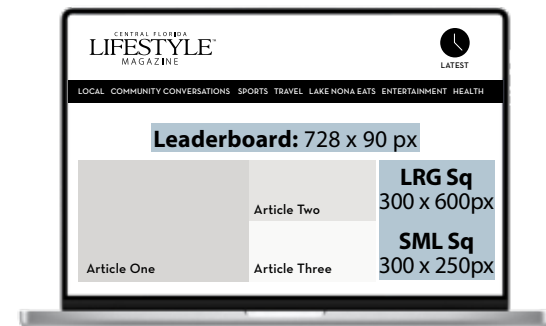 CENTRAL FLORIDA
LIFESTYLE™
MAGAZINE
LATEST
LOCAL COMMUNITY CONVERSATIONS SPORTS TRAVEL LAKE NONA EATS ENTERTAINMENT HEALTH
Leaderboard: 728 x 90 px
Article One
Article Two
Article Three
LRG Sq
300 x 600px
SML Sq
300 x 250px